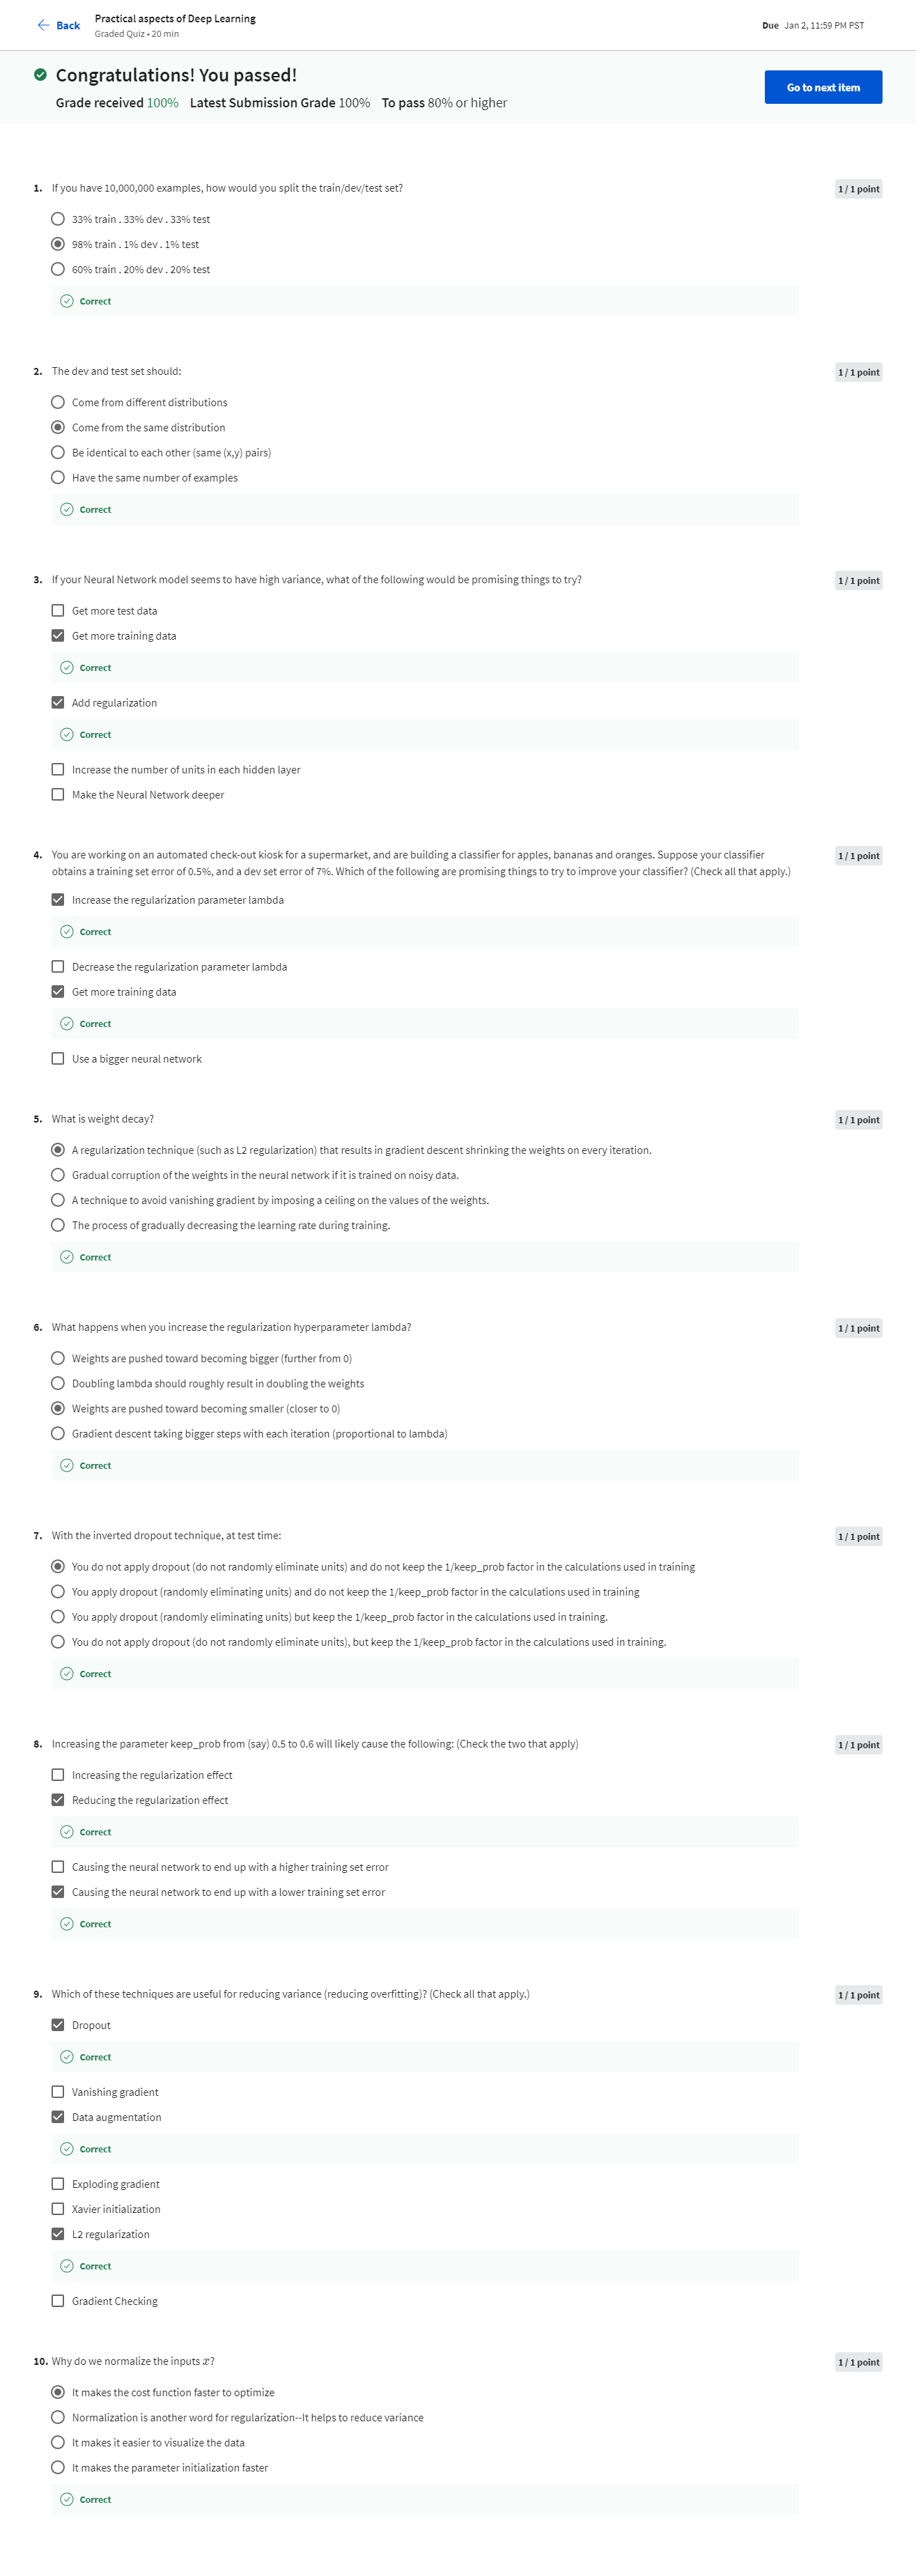 Back
Practical aspects of Deep Learning
Graded Quiz • 20 min
Due Jan 2, 11:59 PM PST
Congratulations! You passed!
Grade received 100% Latest Submission Grade 100% To pass 80% or higher
Go to next item
1. If you have 10,000,000 examples, how would you split the train/dev/test set?
1 / 1 point
33% train . 33% dev . 33% test
98% train . 1% dev . 1% test
60% train . 20% dev . 20% test
Correct
2. The dev and test set should:
1 / 1 point
Come from different distributions
Come from the same distribution
Be identical to each other (same (x,y) pairs)
Have the same number of examples
Correct
3. If your Neural Network model seems to have high variance, what of the following would be promising things to try?
1 / 1 point
Get more test data
Get more training data
Correct
Add regularization
Correct
Increase the number of units in each hidden layer
Make the Neural Network deeper
4. You are working on an automated check-out kiosk for a supermarket, and are building a classifier for apples, bananas and oranges. Suppose your classifier
obtains a training set error of 0.5%, and a dev set error of 7%. Which of the following are promising things to try to improve your classifier? (Check all that apply.)
1 / 1 point
Increase the regularization parameter lambda
Correct
Decrease the regularization parameter lambda
Get more training data
Correct
Use a bigger neural network
5. What is weight decay?
1 / 1 point
A regularization technique (such as L2 regularization) that results in gradient descent shrinking the weights on every iteration.
Gradual corruption of the weights in the neural network if it is trained on noisy data.
A technique to avoid vanishing gradient by imposing a ceiling on the values of the weights.
The process of gradually decreasing the learning rate during training.
Correct
6. What happens when you increase the regularization hyperparameter lambda?
1 / 1 point
Weights are pushed toward becoming bigger (further from 0)
Doubling lambda should roughly result in doubling the weights
Weights are pushed toward becoming smaller (closer to 0)
Gradient descent taking bigger steps with each iteration (proportional to lambda)
Correct
7. With the inverted dropout technique, at test time:
1 / 1 point
You do not apply dropout (do not randomly eliminate units) and do not keep the 1/keep_prob factor in the calculations used in training
You apply dropout (randomly eliminating units) and do not keep the 1/keep_prob factor in the calculations used in training
You apply dropout (randomly eliminating units) but keep the 1/keep_prob factor in the calculations used in training.
You do not apply dropout (do not randomly eliminate units), but keep the 1/keep_prob factor in the calculations used in training.
Correct
8. Increasing the parameter keep_prob from (say) 0.5 to 0.6 will likely cause the following: (Check the two that apply)
1 / 1 point
Increasing the regularization effect
Reducing the regularization effect
Correct
Causing the neural network to end up with a higher training set error
Causing the neural network to end up with a lower training set error
Correct
9. Which of these techniques are useful for reducing variance (reducing overfitting)? (Check all that apply.)
1 / 1 point
Dropout
Correct
Vanishing gradient
Data augmentation
Correct
Exploding gradient
Xavier initialization
L2 regularization
Correct
Gradient Checking
10. Why do we normalize the inputs x?
1 / 1 point
It makes the cost function faster to optimize
Normalization is another word for regularization--It helps to reduce variance
It makes it easier to visualize the data
It makes the parameter initialization faster
Correct